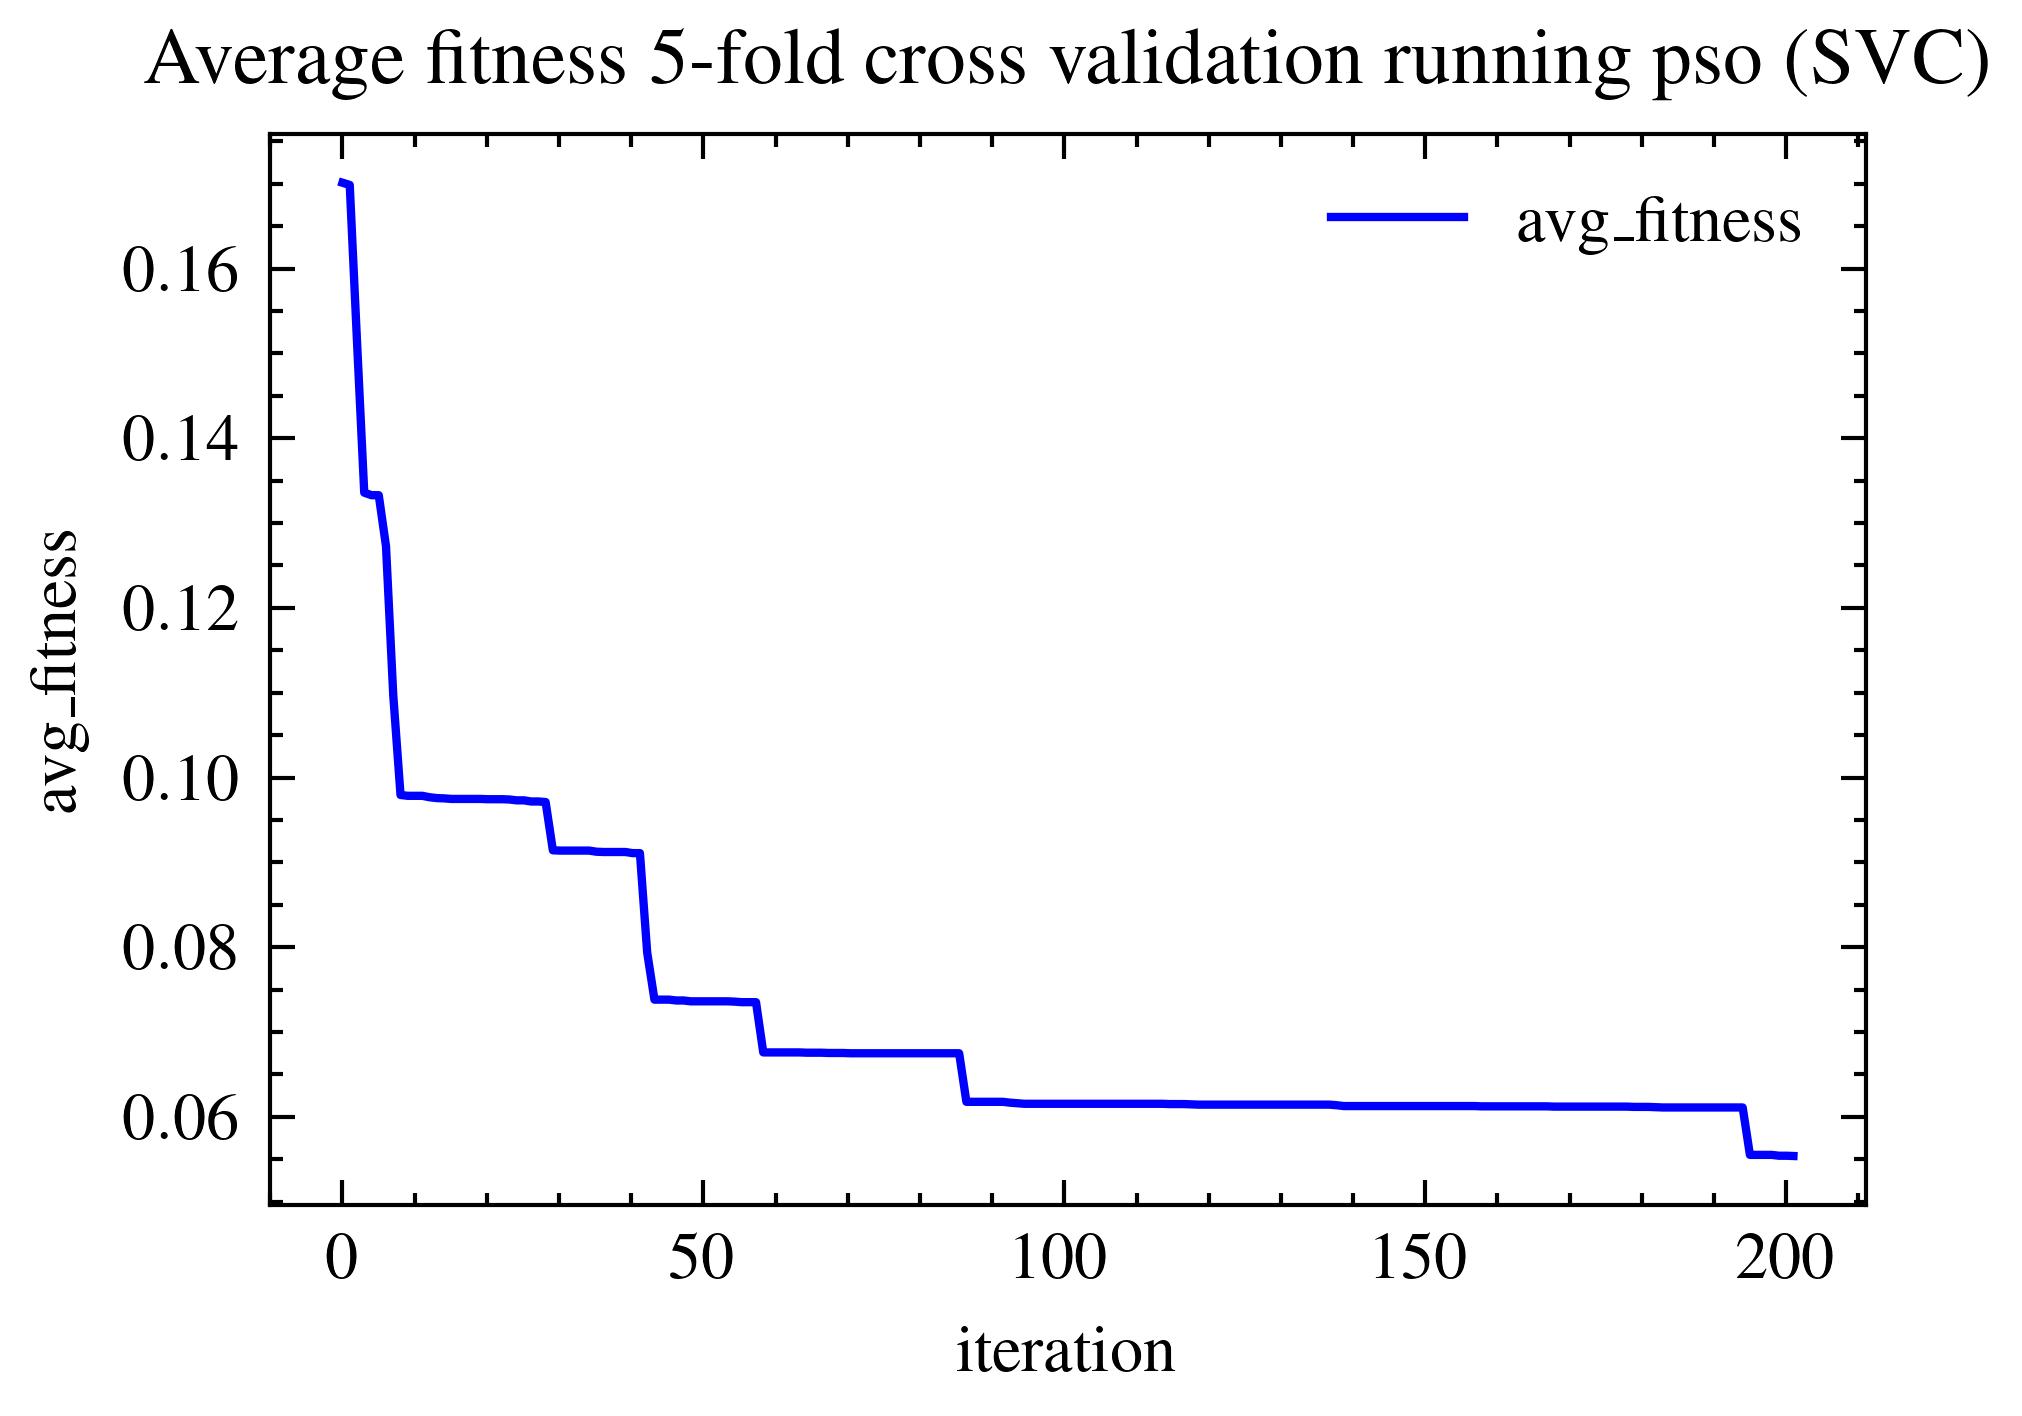 Average fitness 5-fold cross validation running pso (SVC)
avg_fitness
0.16
0.14
0.12
0.10
0.08
0.06
avg_fitness
0 50 100 150 200
iteration